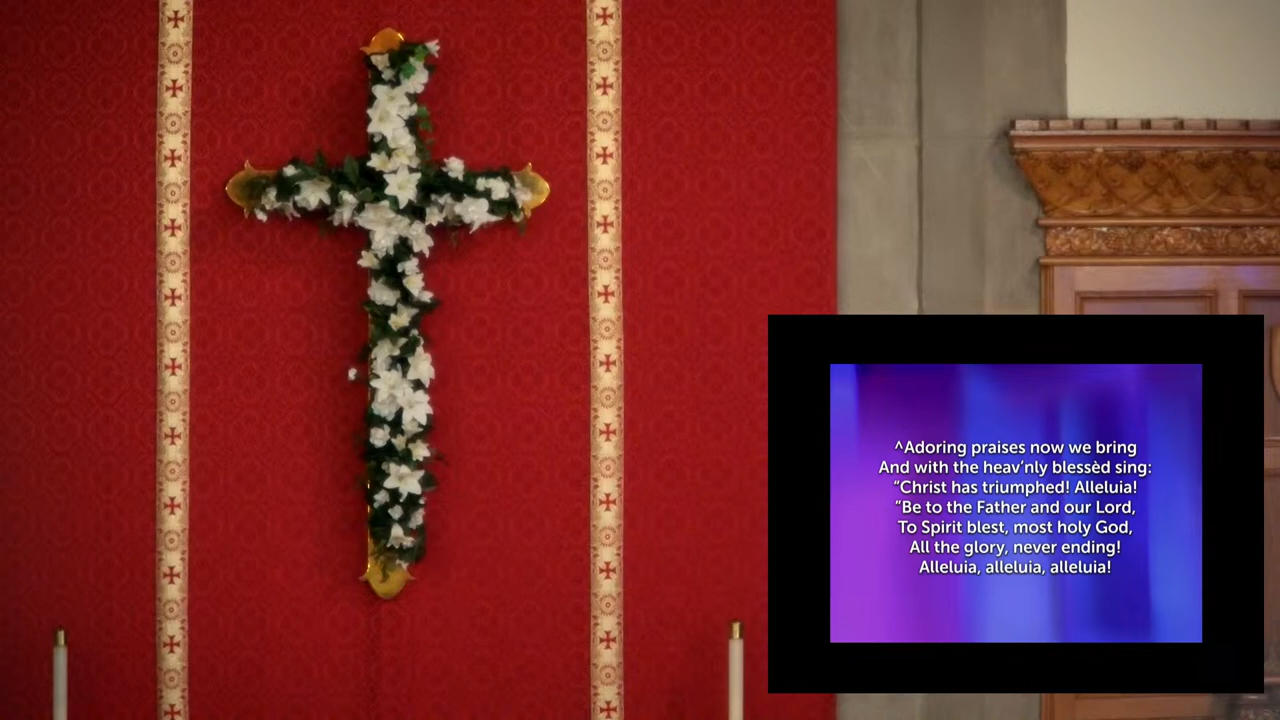 ^Adoring praises now we bring
And with the heav'nly blessèd sing:
"Christ has triumphed! Alleluia!
"Be to the Father and our Lord,
To Spirit blest, most holy God,
All the glory, never ending!
Alleluia, alleluia, alleluia!